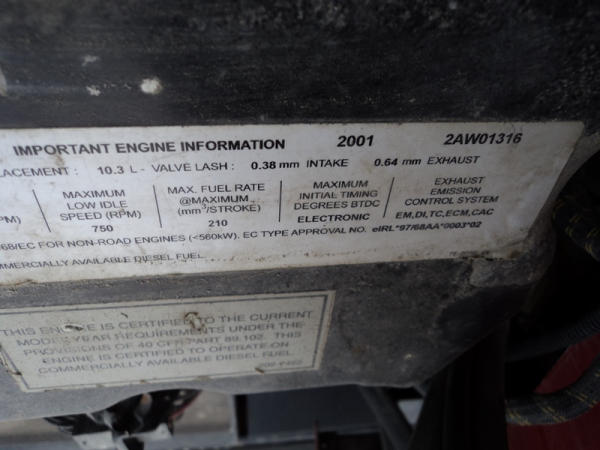 IMPORTANT ENGINE INFORMATION 2001 2AW01316
LACEMENT : 10.3 L - VALVE LASH : 0.38 mm INTAKE 0.64 mm EXHAUST
PM)
MAXIMUM
LOW IDLE
SPEED (RPM)
750
MAX. FUEL RATE
@MAXIMUM
(mm³/STROKE)
210
MAXIMUM
INITIAL TIMING
DEGREES BTDC
ELECTRONIC
EXHAUST
EMISSION
CONTROL SYSTEM
EM,DI,TC,ECM,CAC
68/EC FOR NON-ROAD ENGINES (<560kW). EC TYPE APPROVAL NO. eIRL*97/68AA*0003*02
MMERCIALLY AVAILABLE DIESEL FUEL.
THIS ENGINE IS CERTIFIED TO THE CURRENT
MODEL YEAR REQUIREMENTS UNDER THE
PROVISIONS OF 40 CFR PART 89.102. THIS
ENGINE IS CERTIFIED TO OPERATE ON
COMMERCIALLY AVAILABLE DIESEL FUEL.